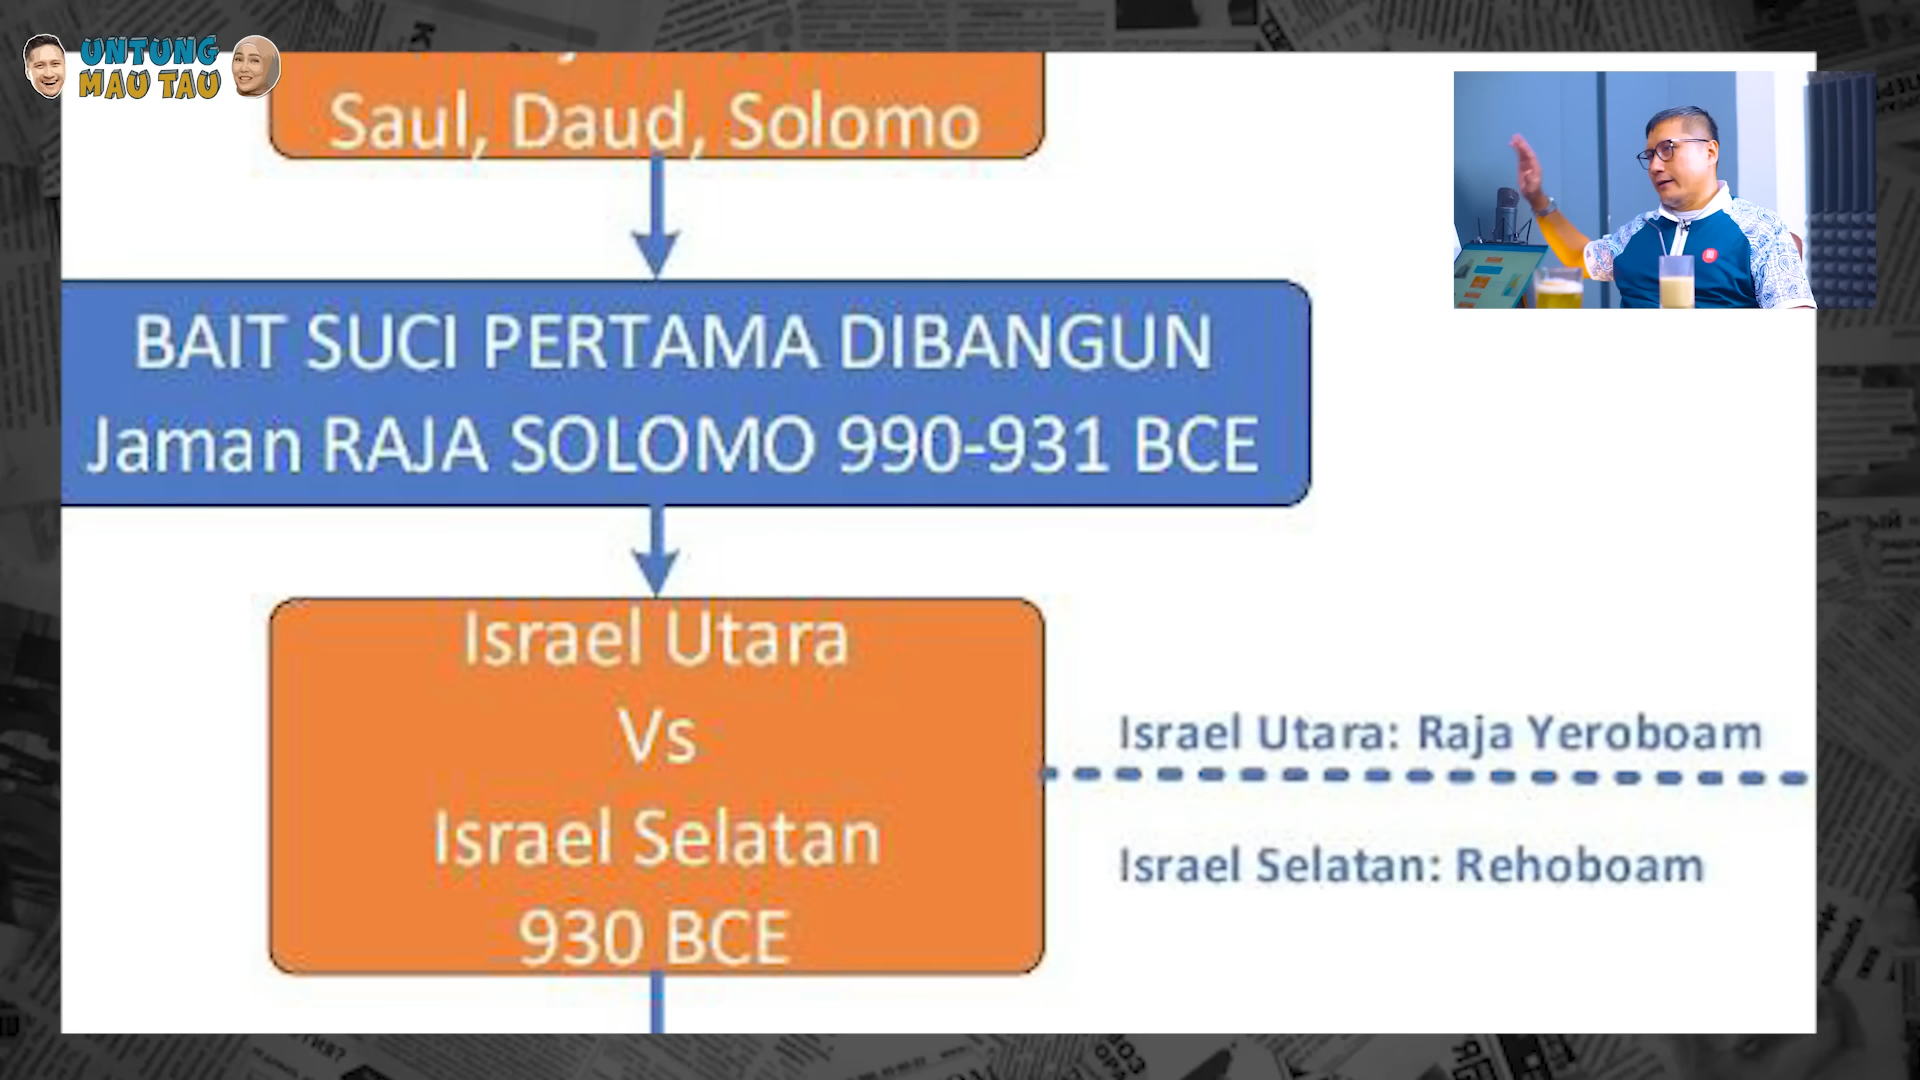 UNTUNG
MAU TAU
Saul, Daud, Solomo
BAIT SUCI PERTAMA DIBANGUN
Jaman RAJA SOLOMO 990-931 BCE
Israel Utara
Vs
Israel Selatan
930 BCE
Israel Utara: Raja Yeroboam
Israel Selatan: Rehoboam